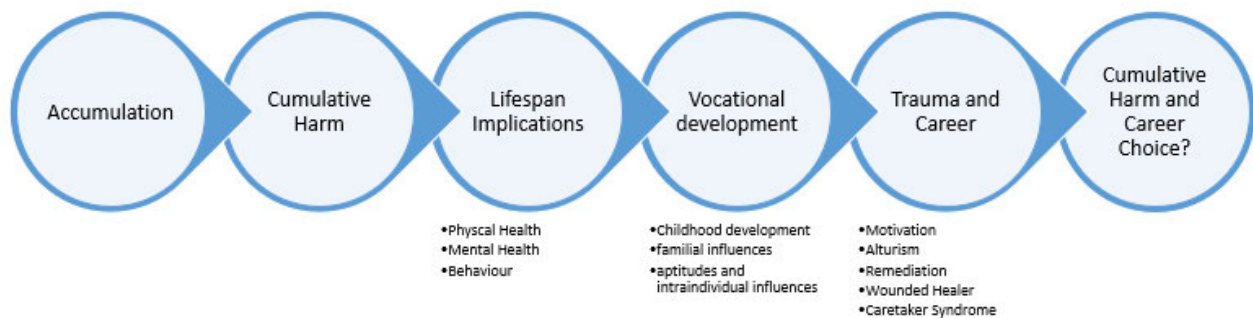 Accumulation
Cumulative
Harm
Lifespan
Implications
Vocational
development
Trauma and
Career
Cumulative
Harm and
Career
Choice?
•Physcal Health
•Mental Health
•Behaviour
•Childhood development
•familial influences
•aptitudes and
intraindividual influences
•Motivation
•Alturism
•Remediation
•Wounded Healer
•Caretaker Syndrome